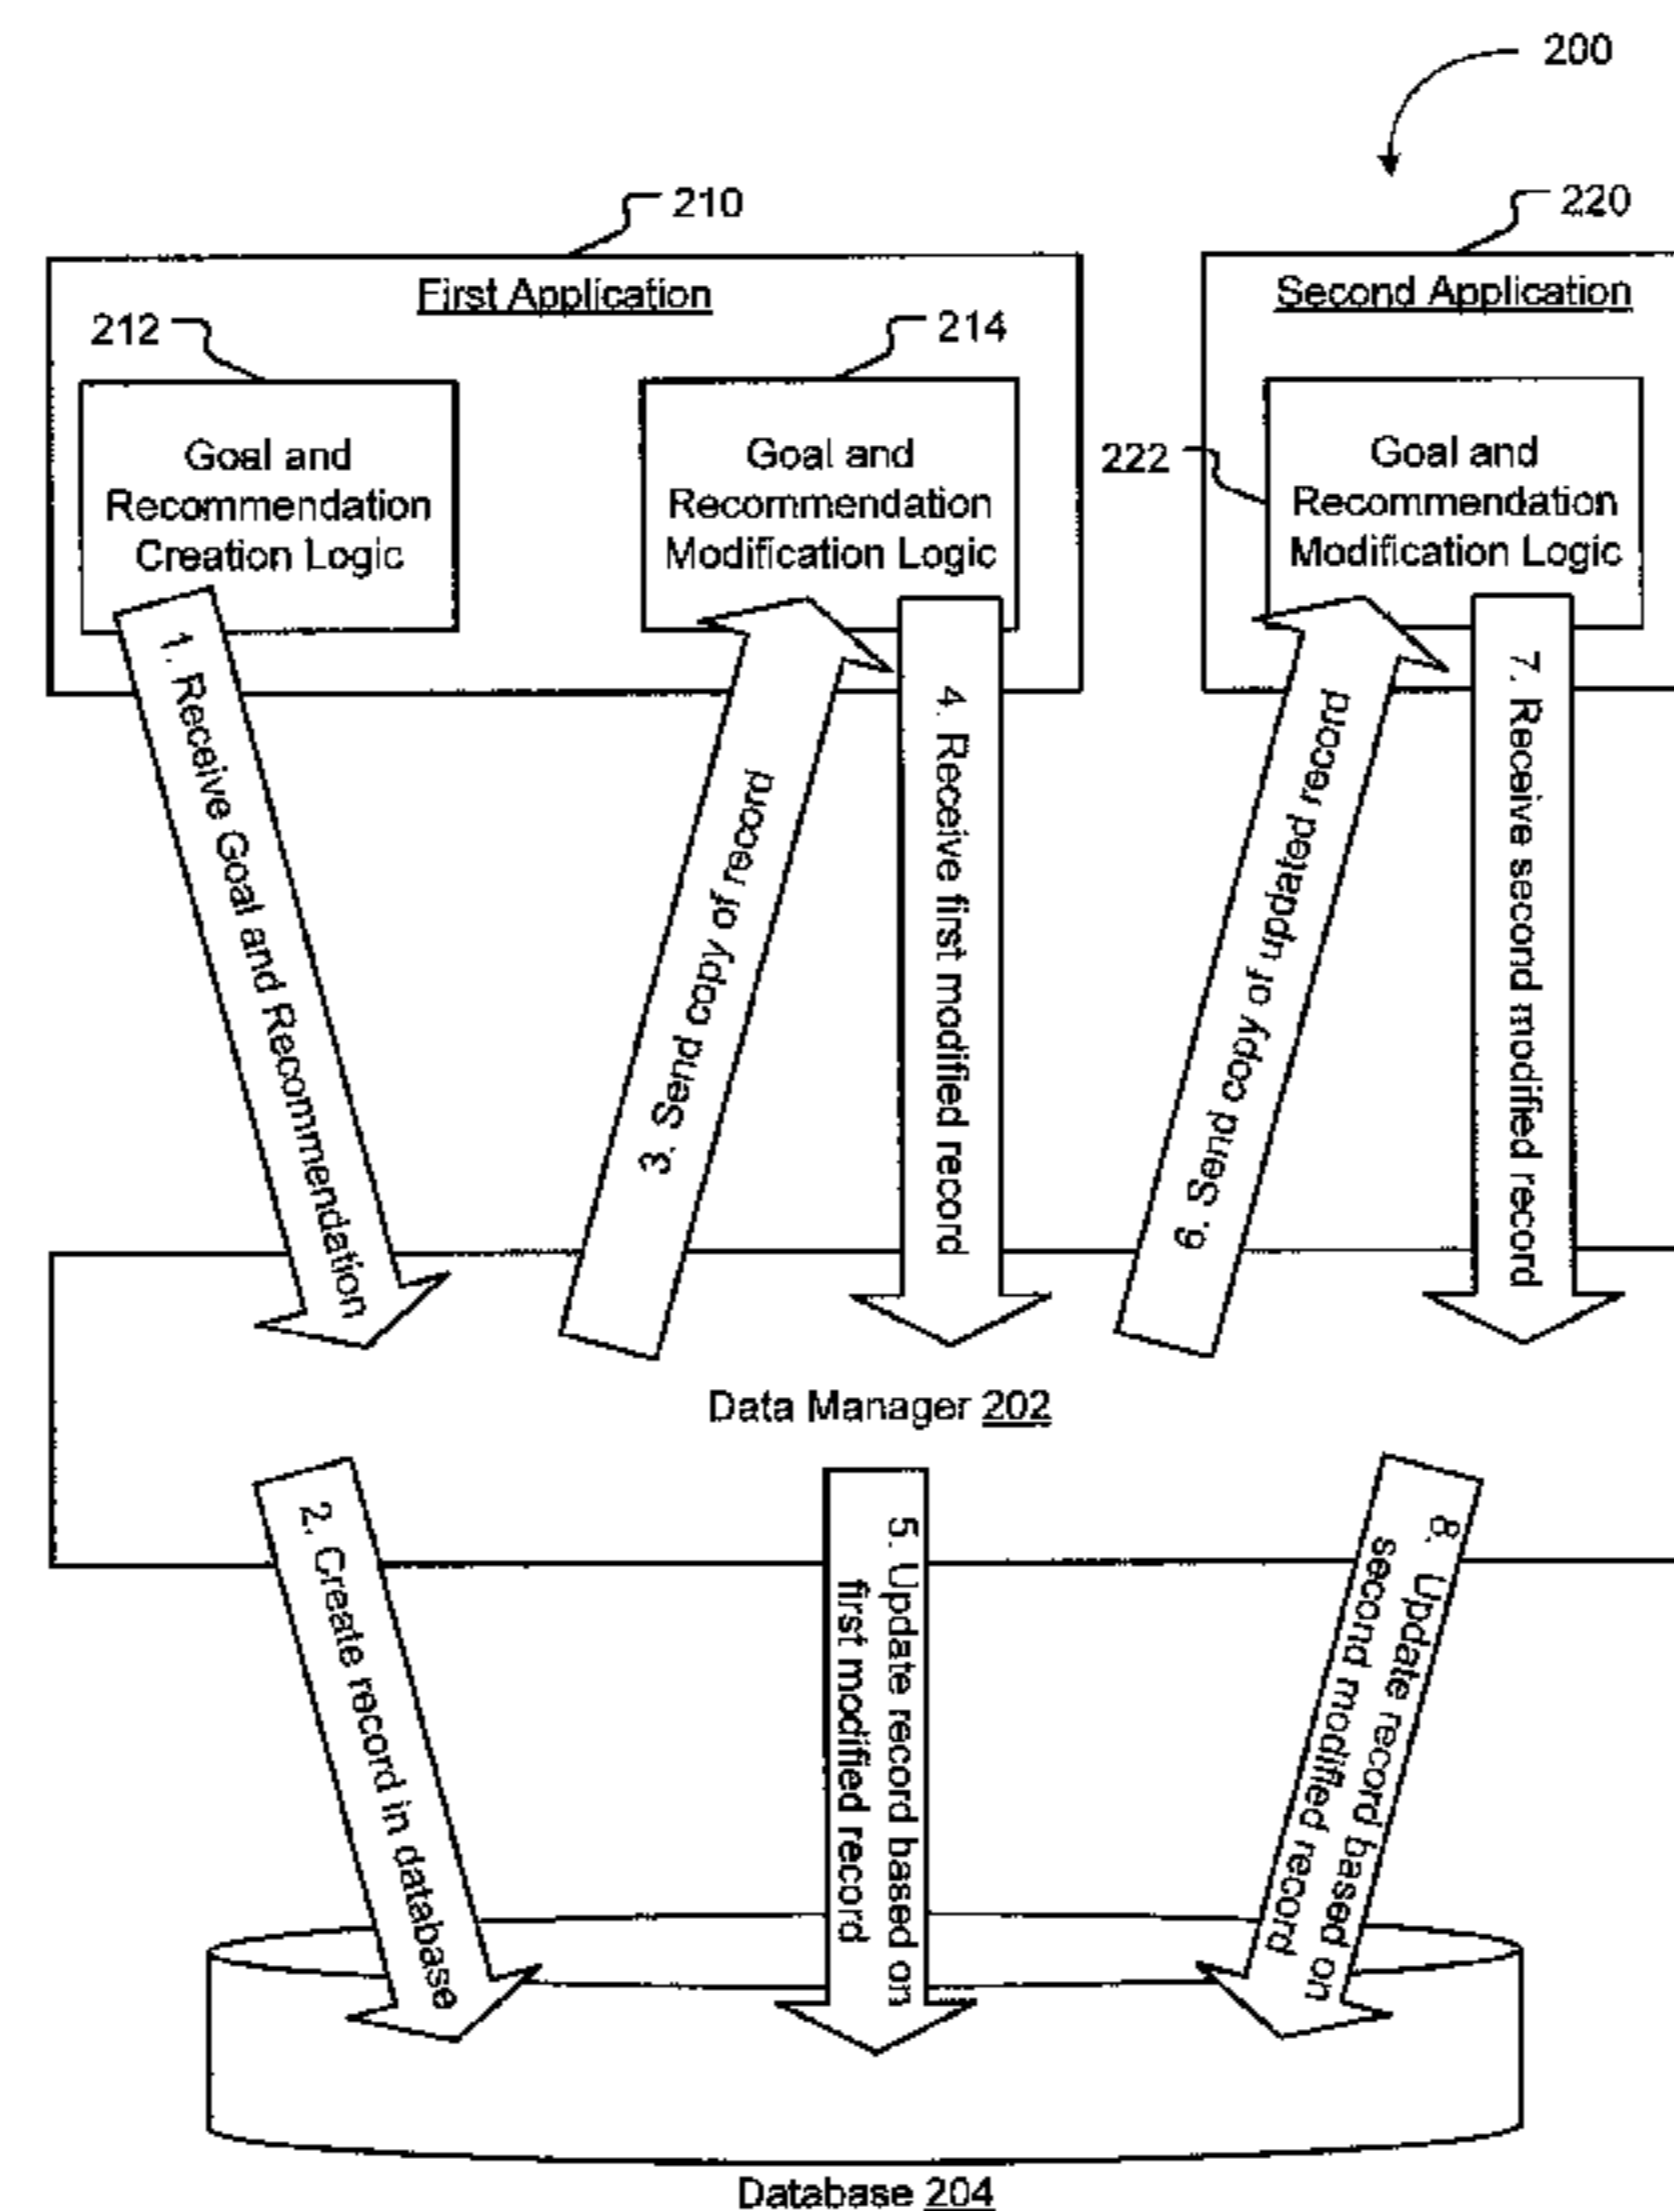 200
210
220
First Application
Second Application
212
214
222
Goal and
Recommendation
Creation Logic
Goal and
Recommendation
Modification Logic
Goal and
Recommendation
Modification Logic
1. Receive Goal and Recommendation
3. Send copy of record
4. Receive first modified record
6. Send copy of updated record
7. Receive second modified record
Data Manager 202
2. Create record in database
5. Update record based on
first modified record
8. Update record based on
second modified record
Database 204